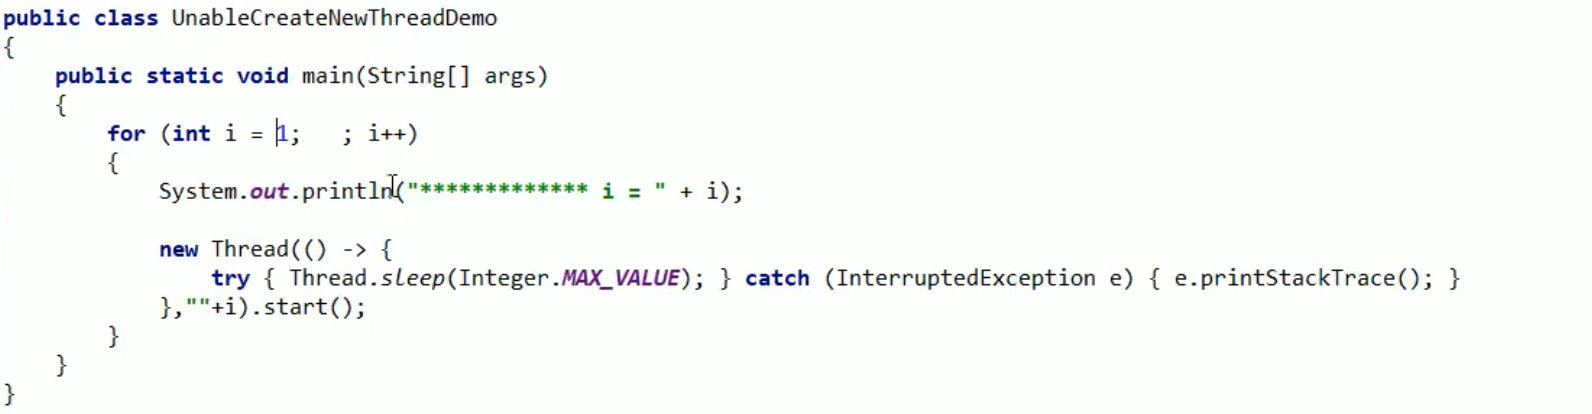 public class UnableCreateNewThreadDemo
{
    public static void main(String[] args)
    {
        for (int i = 1;   ; i++)
        {
            System.out.println("************* i = " + i);

            new Thread(() -> {
                try { Thread.sleep(Integer.MAX_VALUE); } catch (InterruptedException e) { e.printStackTrace(); }
            },""+i).start();
        }
    }
}